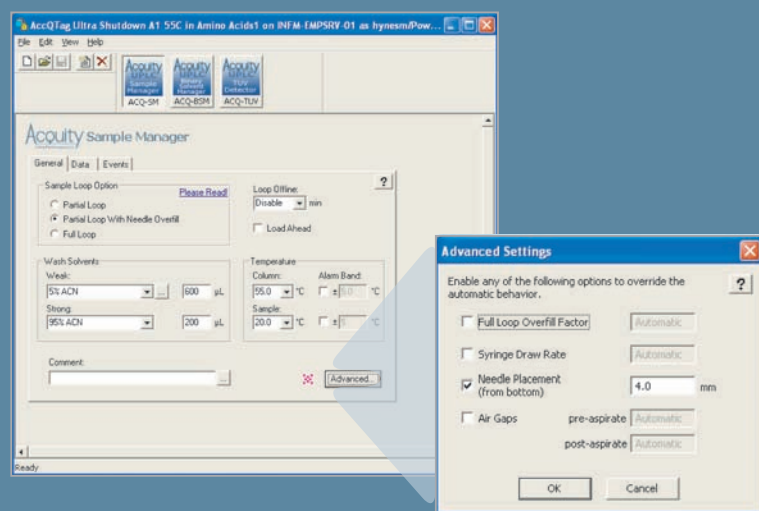 AccQTag Ultra Shutdown A1 55C in Amino Acids1 on INFM-EMPSRV-01 as hynesm/Pow...
File Edit View Help
Acquity UPLC Sample Manager
Acquity UPLC Binary Solvent Manager
Acquity UPLC TUV Detector
ACQ-SM ACQ-BSM ACQ-TUV
Acquity Sample Manager
General Data Events
Sample Loop Option
Please Read!
Partial Loop
Partial Loop With Needle Overfill
Full Loop
Loop Offline:
Disable min
Load Ahead
?
Wash Solvents
Weak:
5% ACN ... 600 µL
Strong:
95% ACN 200 µL
Temperature
Column: Alarm Band:
55.0 °C ± 5.0 °C
Sample:
20.0 °C ± 5 °C
Comment:
...
Advanced...
Ready
Advanced Settings
Enable any of the following options to override the
automatic behavior.
?
Full Loop Overfill Factor Automatic
Syringe Draw Rate Automatic
Needle Placement
(from bottom) 4.0 mm
Air Gaps pre-aspirate Automatic
post-aspirate Automatic
OK Cancel